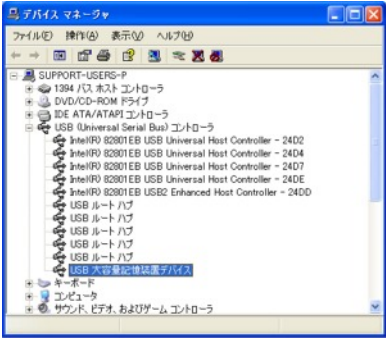 デバイス マネージャ
ファイル(F) 操作(A) 表示(V) ヘルプ(H)
SUPPORT-USERS-P
1394 バス ホスト コントローラ
DVD/CD-ROM ドライブ
IDE ATA/ATAPI コントローラ
USB (Universal Serial Bus) コントローラ
Intel(R) 82801EB USB Universal Host Controller - 24D2
Intel(R) 82801EB USB Universal Host Controller - 24D4
Intel(R) 82801EB USB Universal Host Controller - 24D7
Intel(R) 82801EB USB Universal Host Controller - 24DE
Intel(R) 82801EB USB2 Enhanced Host Controller - 24DD
USB ルート ハブ
USB ルート ハブ
USB ルート ハブ
USB ルート ハブ
USB ルート ハブ
USB 大容量記憶装置デバイス
キーボード
コンピュータ
サウンド、ビデオ、およびゲーム コントローラ